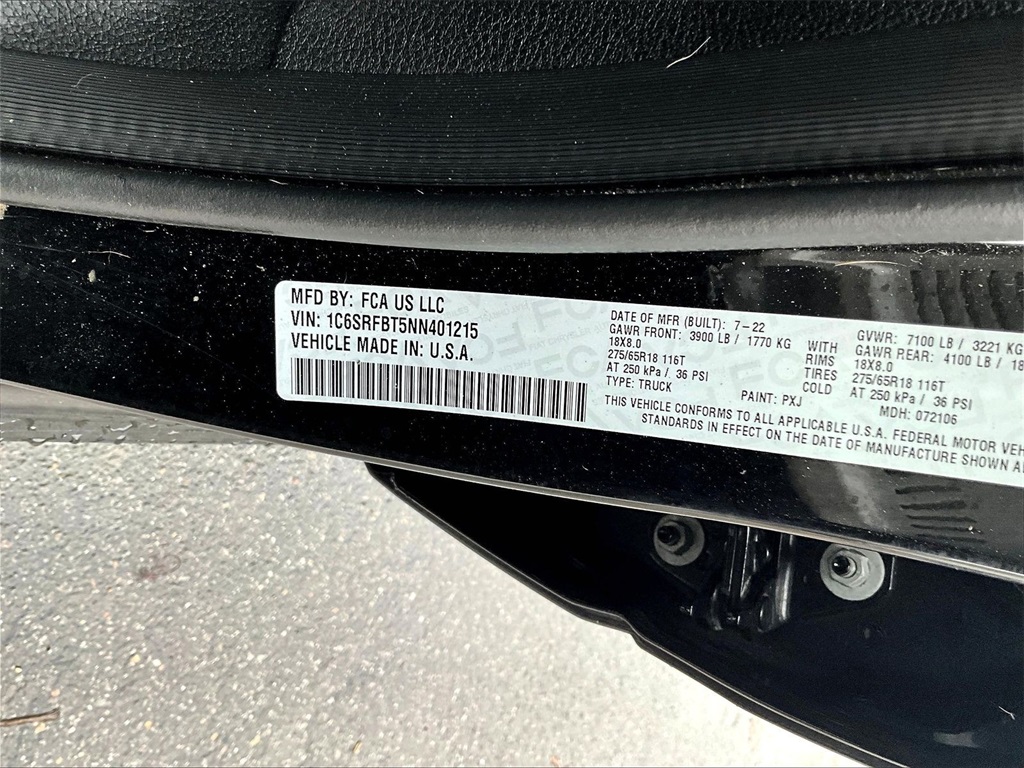 MFD BY: FCA US LLC
VIN: 1C6SRFBT5NN401215
VEHICLE MADE IN: U.S.A.
DATE OF MFR (BUILT): 7-22
GAWR FRONT: 3900 LB / 1770 KG WITH
18X8.0 RIMS
275/65R18 116T TIRES
AT 250 kPa / 36 PSI COLD
TYPE: TRUCK PAINT: PXJ
GVWR: 7100 LB / 3221 KG
GAWR REAR: 4100 LB /
18X8.0
275/65R18 116T
AT 250 kPa / 36 PSI
MDH: 072106
THIS VEHICLE CONFORMS TO ALL APPLICABLE U.S.A. FEDERAL MOTOR
STANDARDS IN EFFECT ON THE DATE OF MANUFACTURE SHOWN